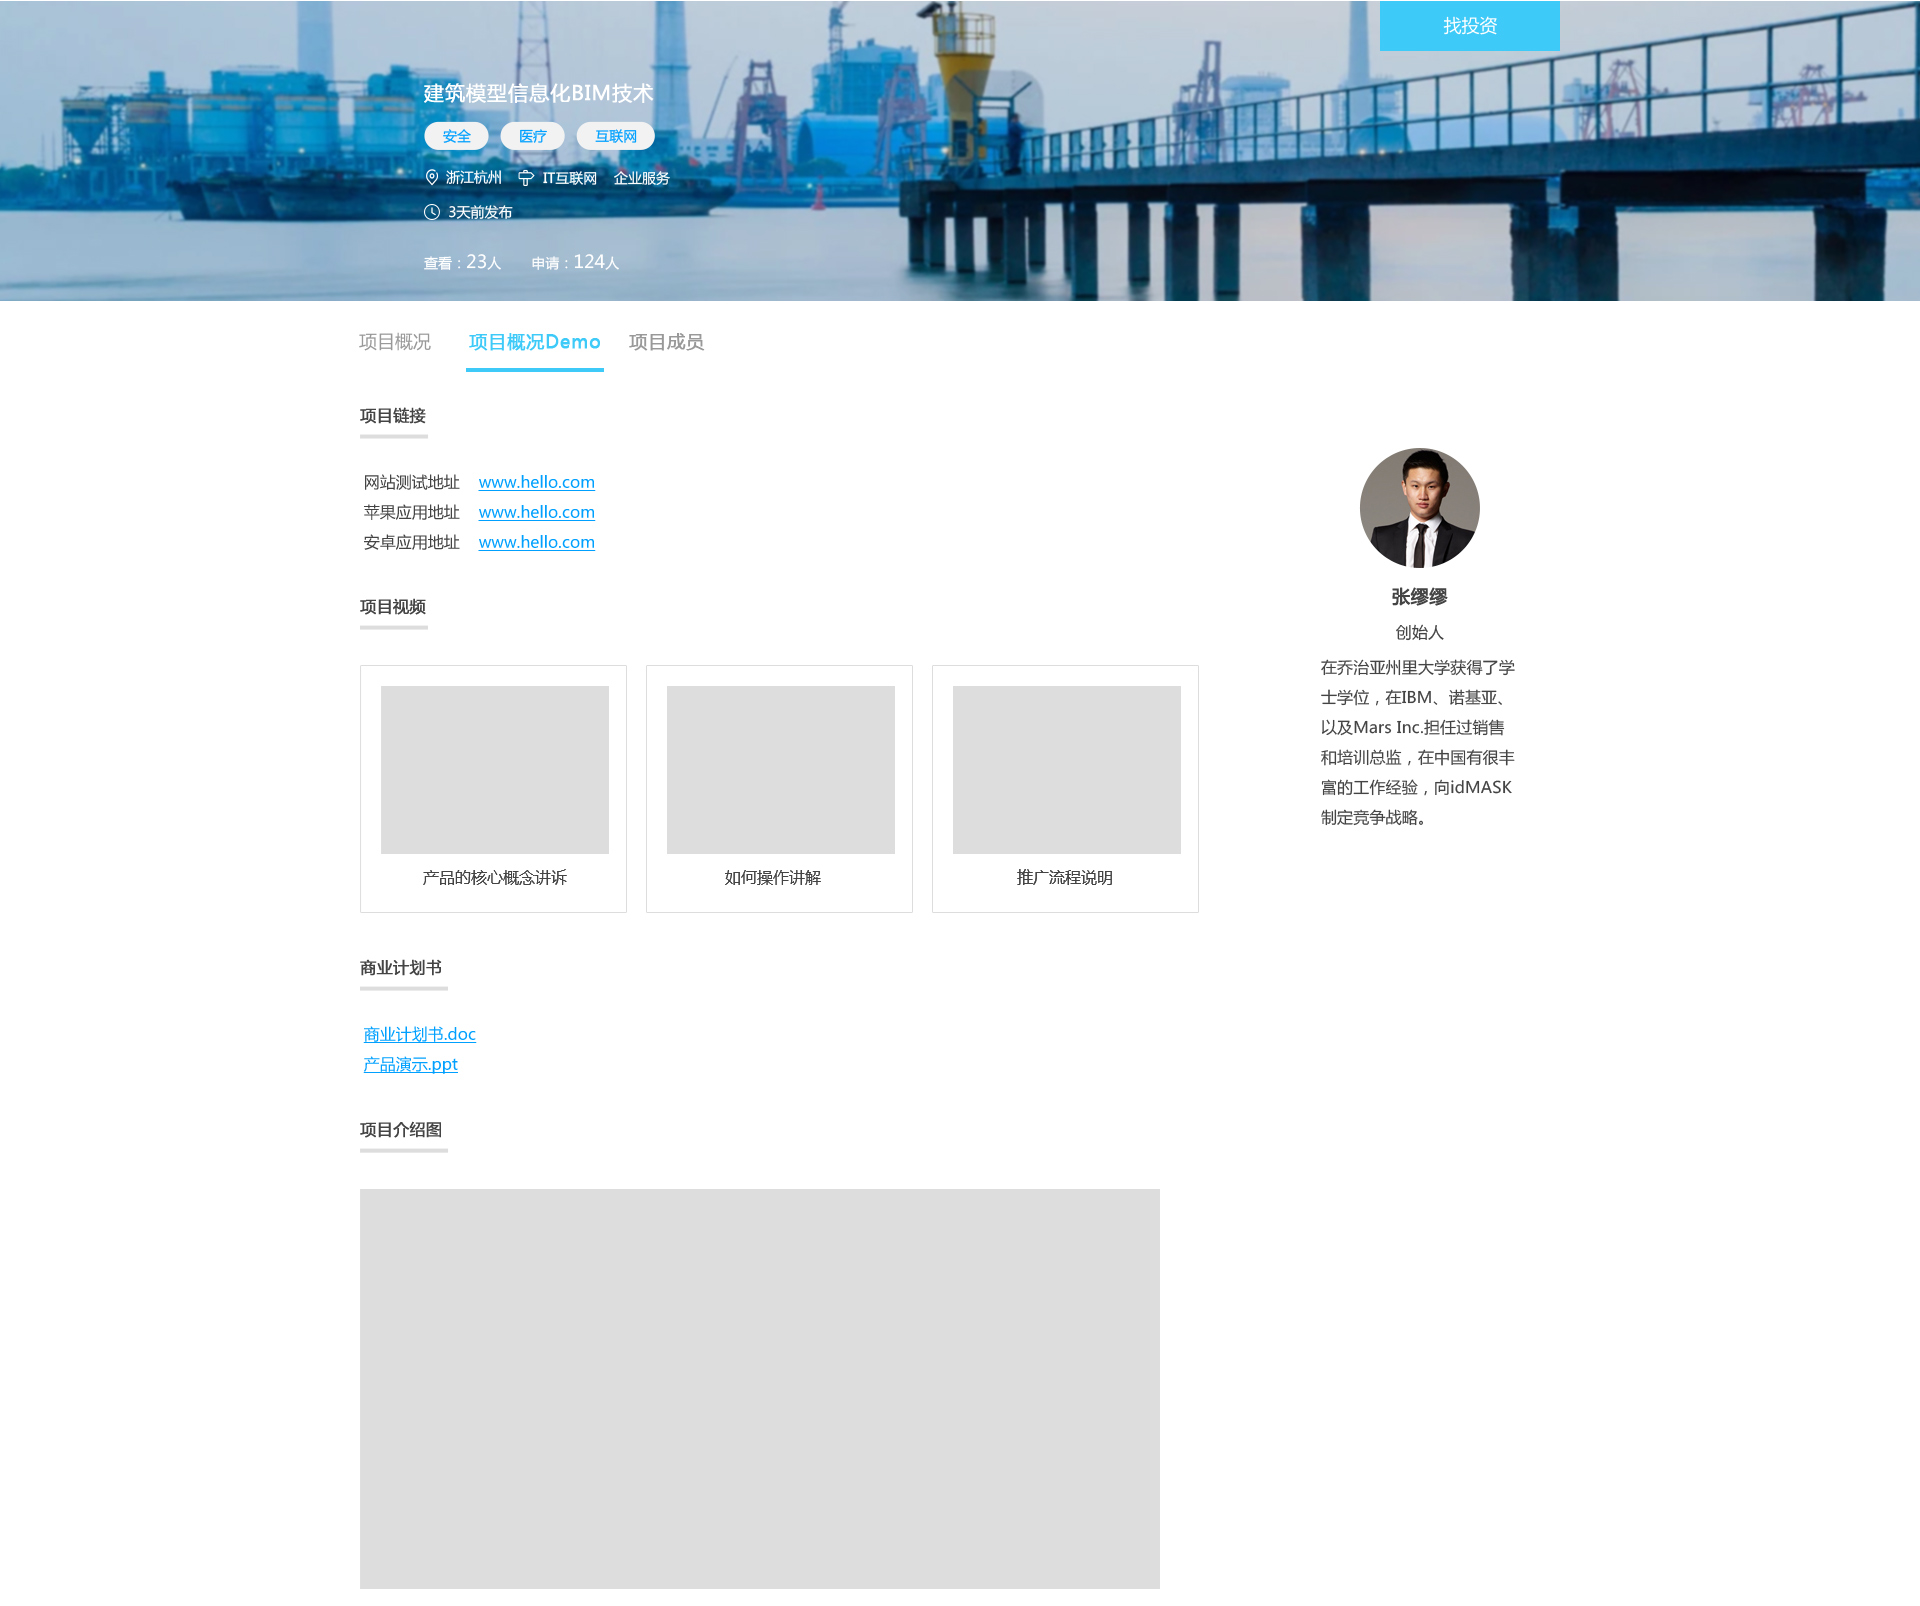 找投资
建筑模型信息化BIM技术
安全 医疗 互联网
浙江杭州 IT互联网 企业服务
3天前发布
查看：23人 申请：124人
项目概况 项目概况Demo 项目成员
项目链接
网站测试地址 www.hello.com
苹果应用地址 www.hello.com
安卓应用地址 www.hello.com
项目视频
产品的核心概念讲诉
如何操作讲解
推广流程说明
商业计划书
商业计划书.doc
产品演示.ppt
项目介绍图
张缪缪
创始人
在乔治亚州里大学获得了学
士学位，在IBM、诺基亚、
以及Mars Inc.担任过销售
和培训总监，在中国有很丰
富的工作经验，向idMASK
制定竞争战略。